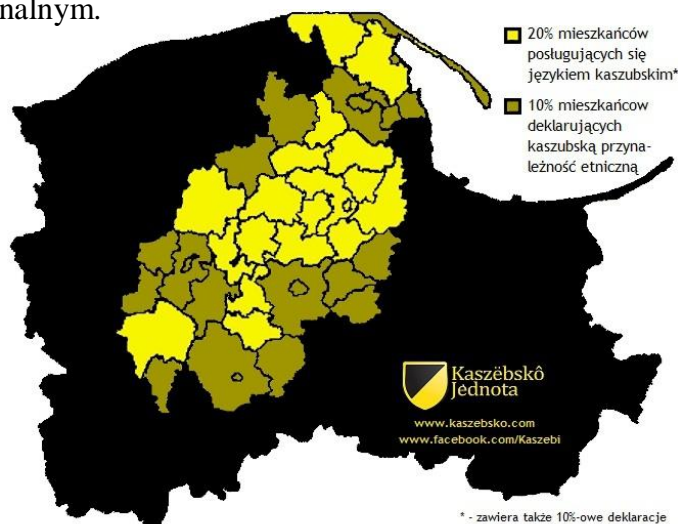 nalnym.
20% mieszkańców
posługujących się
językiem kaszubskim*
10% mieszkańcow
deklarujących
kaszubską przyna-
leżność etniczną
Kaszëbskô
Jednota
www.kaszebsko.com
www.facebook.com/Kaszebi
* - zawiera także 10%-owe deklaracje